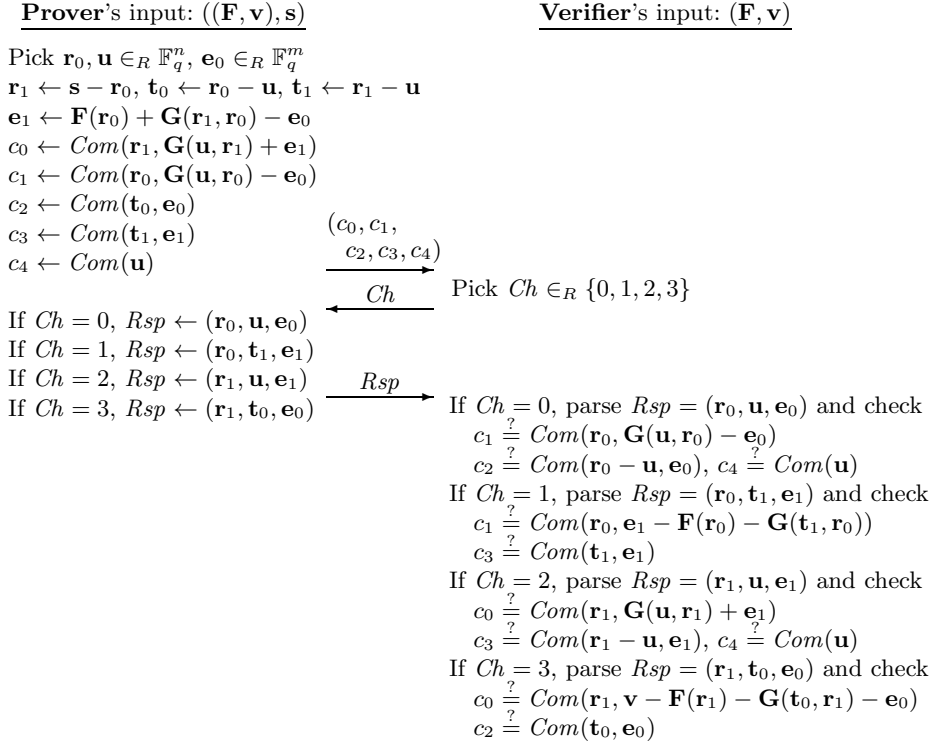 Prover's input: ((F, v), s)
Verifier's input: (F, v)
Pick r₀, u ∈_R 𝔽_q^n, e₀ ∈_R 𝔽_q^m
r₁ ← s − r₀, t₀ ← r₀ − u, t₁ ← r₁ − u
e₁ ← F(r₀) + G(r₁, r₀) − e₀
c₀ ← Com(r₁, G(u, r₁) + e₁)
c₁ ← Com(r₀, G(u, r₀) − e₀)
c₂ ← Com(t₀, e₀)
c₃ ← Com(t₁, e₁)
c₄ ← Com(u)
(c₀, c₁,
c₂, c₃, c₄)
Pick Ch ∈_R {0, 1, 2, 3}
Ch
If Ch = 0, Rsp ← (r₀, u, e₀)
If Ch = 1, Rsp ← (r₀, t₁, e₁)
If Ch = 2, Rsp ← (r₁, u, e₁)
If Ch = 3, Rsp ← (r₁, t₀, e₀)
Rsp
If Ch = 0, parse Rsp = (r₀, u, e₀) and check
c₁ ≟ Com(r₀, G(u, r₀) − e₀)
c₂ ≟ Com(r₀ − u, e₀), c₄ ≟ Com(u)
If Ch = 1, parse Rsp = (r₀, t₁, e₁) and check
c₁ ≟ Com(r₀, e₁ − F(r₀) − G(t₁, r₀))
c₃ ≟ Com(t₁, e₁)
If Ch = 2, parse Rsp = (r₁, u, e₁) and check
c₀ ≟ Com(r₁, G(u, r₁) + e₁)
c₃ ≟ Com(r₁ − u, e₁), c₄ ≟ Com(u)
If Ch = 3, parse Rsp = (r₁, t₀, e₀) and check
c₀ ≟ Com(r₁, v − F(r₁) − G(t₀, r₁) − e₀)
c₂ ≟ Com(t₀, e₀)